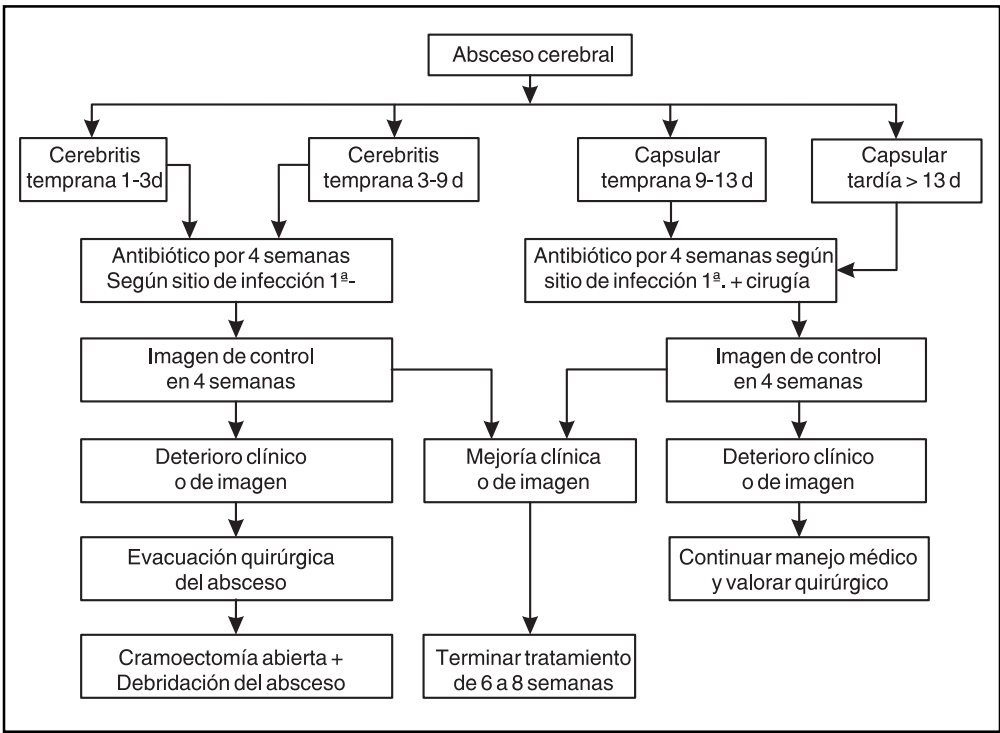 Absceso cerebral
Cerebritis
temprana 1-3d
Cerebritis
temprana 3-9 d
Capsular
temprana 9-13 d
Capsular
tardía > 13 d
Antibiótico por 4 semanas
Según sitio de infección 1ª-
Antibiótico por 4 semanas según
sitio de infección 1ª. + cirugía
Imagen de control
en 4 semanas
Imagen de control
en 4 semanas
Deterioro clínico
o de imagen
Mejoría clínica
o de imagen
Deterioro clínico
o de imagen
Evacuación quirúrgica
del absceso
Continuar manejo médico
y valorar quirúrgico
Cramoectomía abierta +
Debridación del absceso
Terminar tratamiento
de 6 a 8 semanas